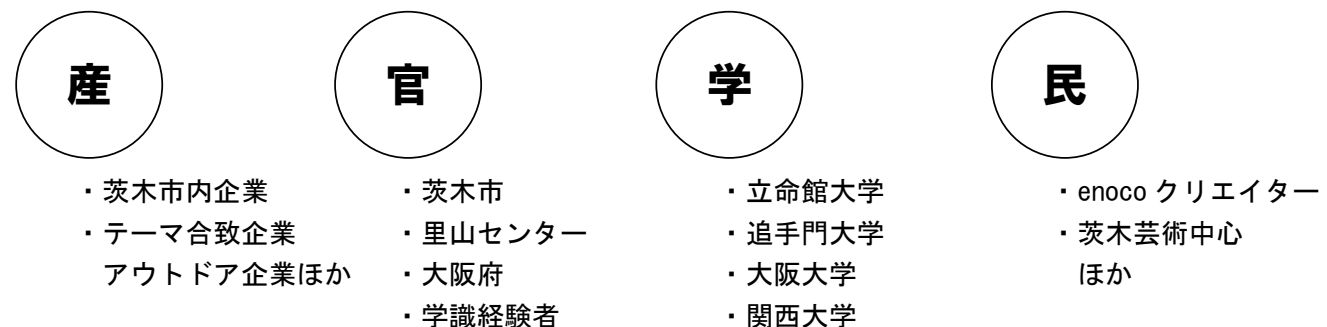 産
・茨木市内企業
・テーマ合致企業
アウトドア企業ほか
官
・茨木市
・里山センター
・大阪府
・学識経験者
学
・立命館大学
・追手門大学
・大阪大学
・関西大学
民
・enoco クリエイター
・茨木芸術中心
ほか